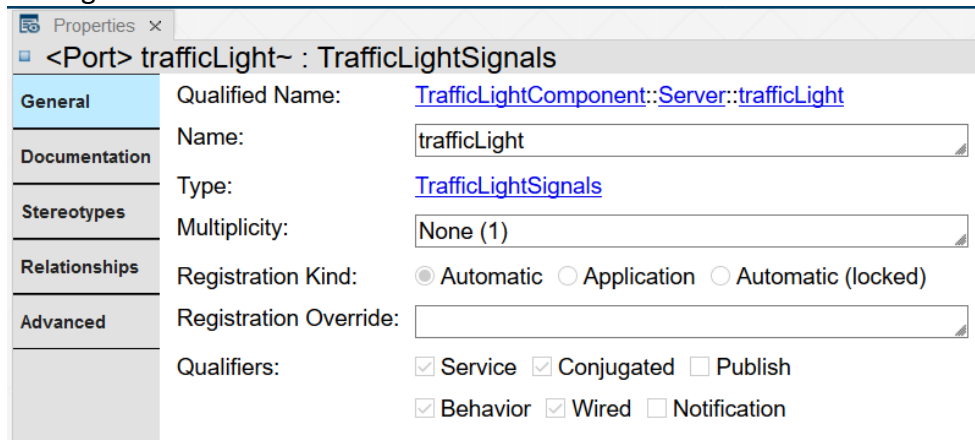 Properties ×
<Port> trafficLight~ : TrafficLightSignals
General
Documentation
Stereotypes
Relationships
Advanced
Qualified Name: TrafficLightComponent::Server::trafficLight
Name: trafficLight
Type: TrafficLightSignals
Multiplicity: None (1)
Registration Kind: Automatic Application Automatic (locked)
Registration Override:
Qualifiers: Service Conjugated Publish
Behavior Wired Notification